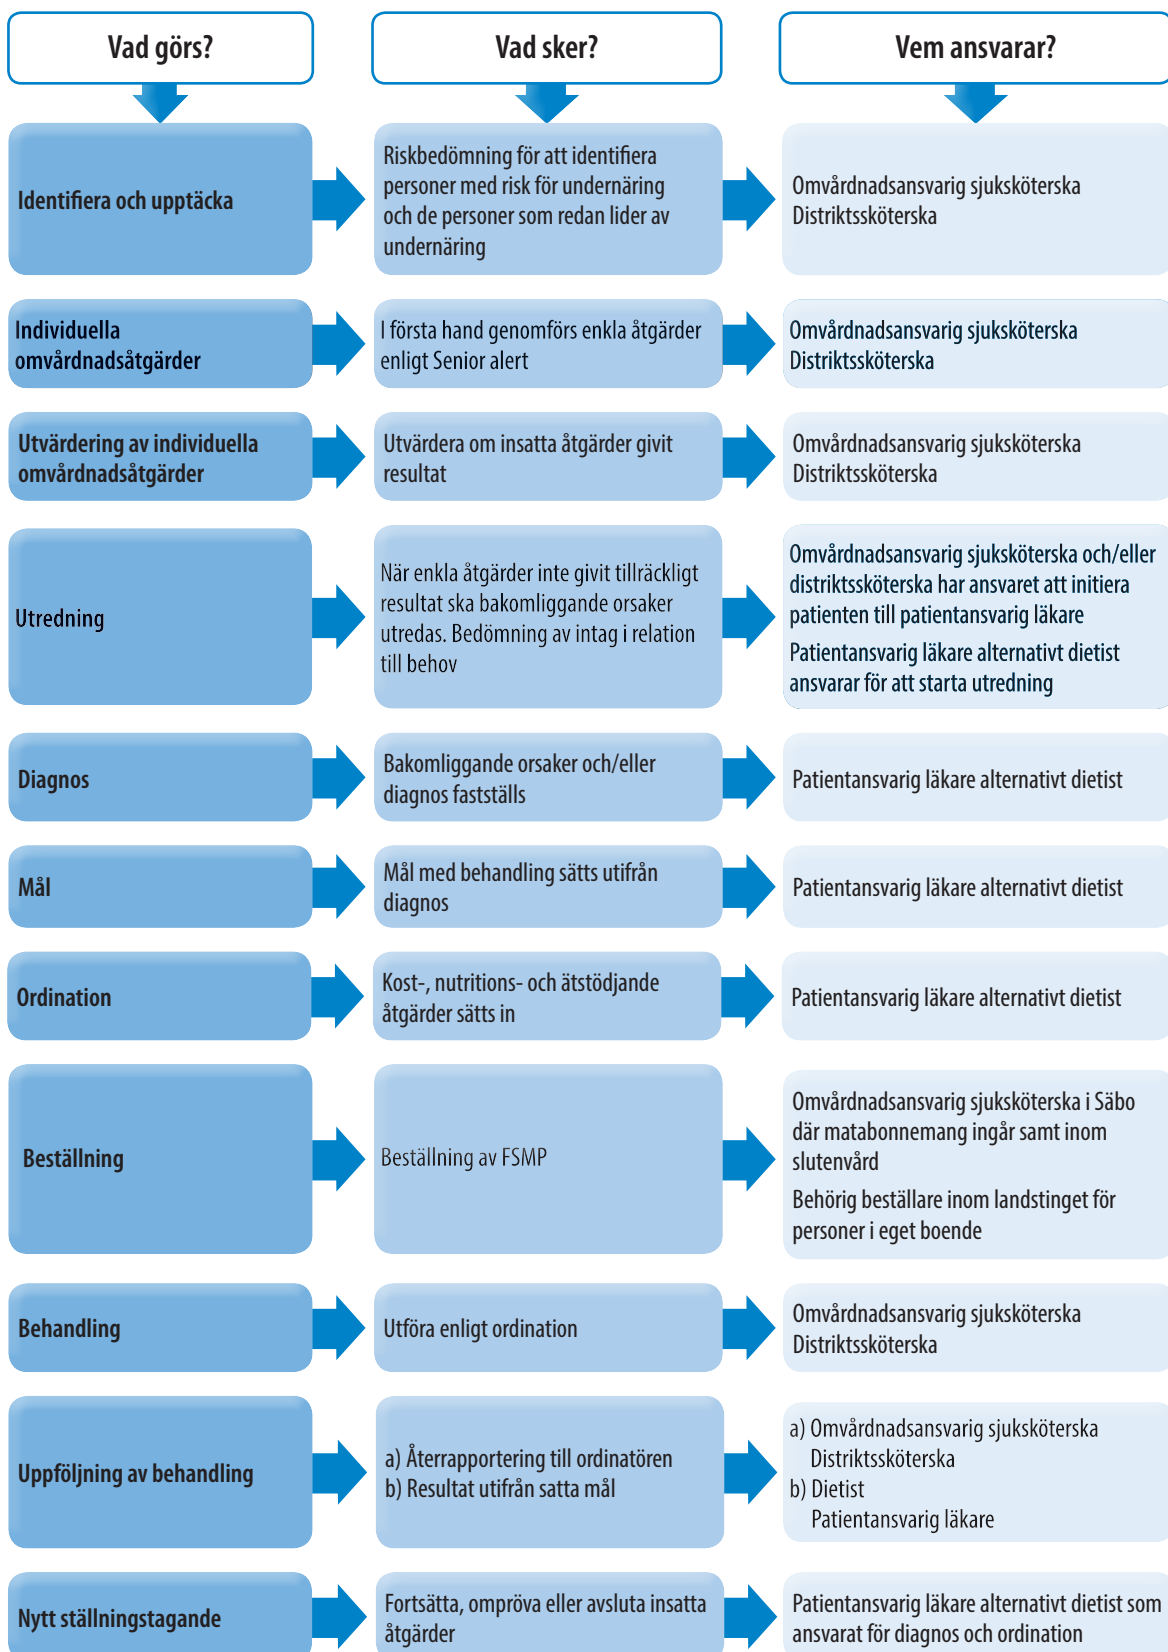 Vad görs?
Vad sker?
Vem ansvarar?
Identifiera och upptäcka
Riskbedömning för att identifiera
personer med risk för undernäring
och de personer som redan lider av
undernäring
Omvårdnadsansvarig sjuksköterska
Distriktssköterska
Individuella
omvårdnadsåtgärder
I första hand genomförs enkla åtgärder
enligt Senior alert
Omvårdnadsansvarig sjuksköterska
Distriktssköterska
Utvärdering av individuella
omvårdnadsåtgärder
Utvärdera om insatta åtgärder givit
resultat
Omvårdnadsansvarig sjuksköterska
Distriktssköterska
Utredning
När enkla åtgärder inte givit tillräckligt
resultat ska bakomliggande orsaker
utredas. Bedömning av intag i relation
till behov
Omvårdnadsansvarig sjuksköterska och/eller
distriktssköterska har ansvaret att initiera
patienten till patientansvarig läkare
Patientansvarig läkare alternativt dietist
ansvarar för att starta utredning
Diagnos
Bakomliggande orsaker och/eller
diagnos fastställs
Patientansvarig läkare alternativt dietist
Mål
Mål med behandling sätts utifrån
diagnos
Patientansvarig läkare alternativt dietist
Ordination
Kost-, nutritions- och ätstödjande
åtgärder sätts in
Patientansvarig läkare alternativt dietist
Beställning
Beställning av FSMP
Omvårdnadsansvarig sjuksköterska i Säbo
där matabonnemang ingår samt inom
slutenvård
Behörig beställare inom landstinget för
personer i eget boende
Behandling
Utföra enligt ordination
Omvårdnadsansvarig sjuksköterska
Distriktssköterska
Uppföljning av behandling
a) Återrapportering till ordinatören
b) Resultat utifrån satta mål
a) Omvårdnadsansvarig sjuksköterska
Distriktssköterska
b) Dietist
Patientansvarig läkare
Nytt ställningstagande
Fortsätta, ompröva eller avsluta insatta
åtgärder
Patientansvarig läkare alternativt dietist som
ansvarat för diagnos och ordination